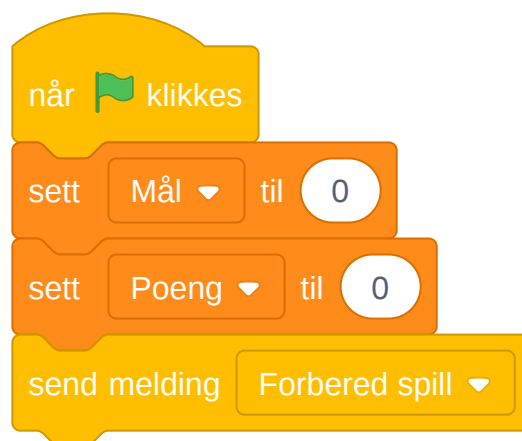 når klikkes
sett Mål til 0
sett Poeng til 0
send melding Forbered spill